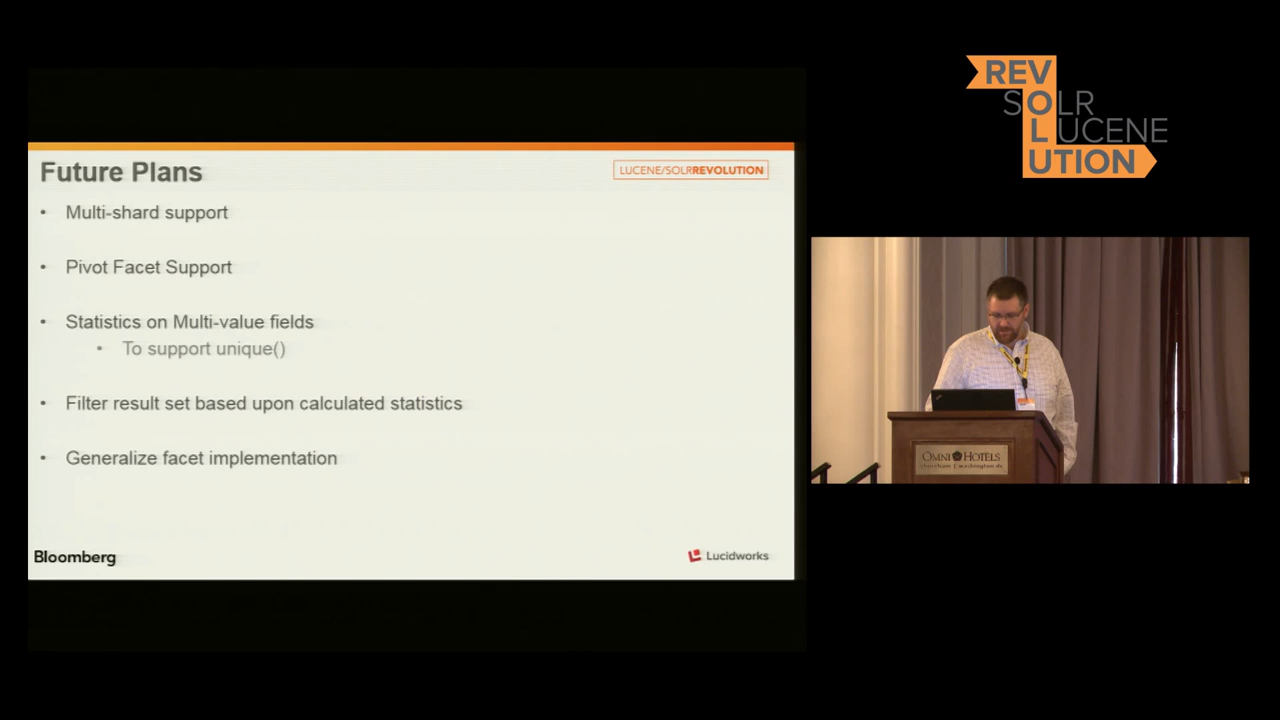 REV
SOLR
O
LUCENE
L
UTION
Future Plans
LUCENE/SOLRREVOLUTION
• Multi-shard support
• Pivot Facet Support
• Statistics on Multi-value fields
• To support unique()
• Filter result set based upon calculated statistics
• Generalize facet implementation
Bloomberg
Lucidworks
OMNI HOTELS